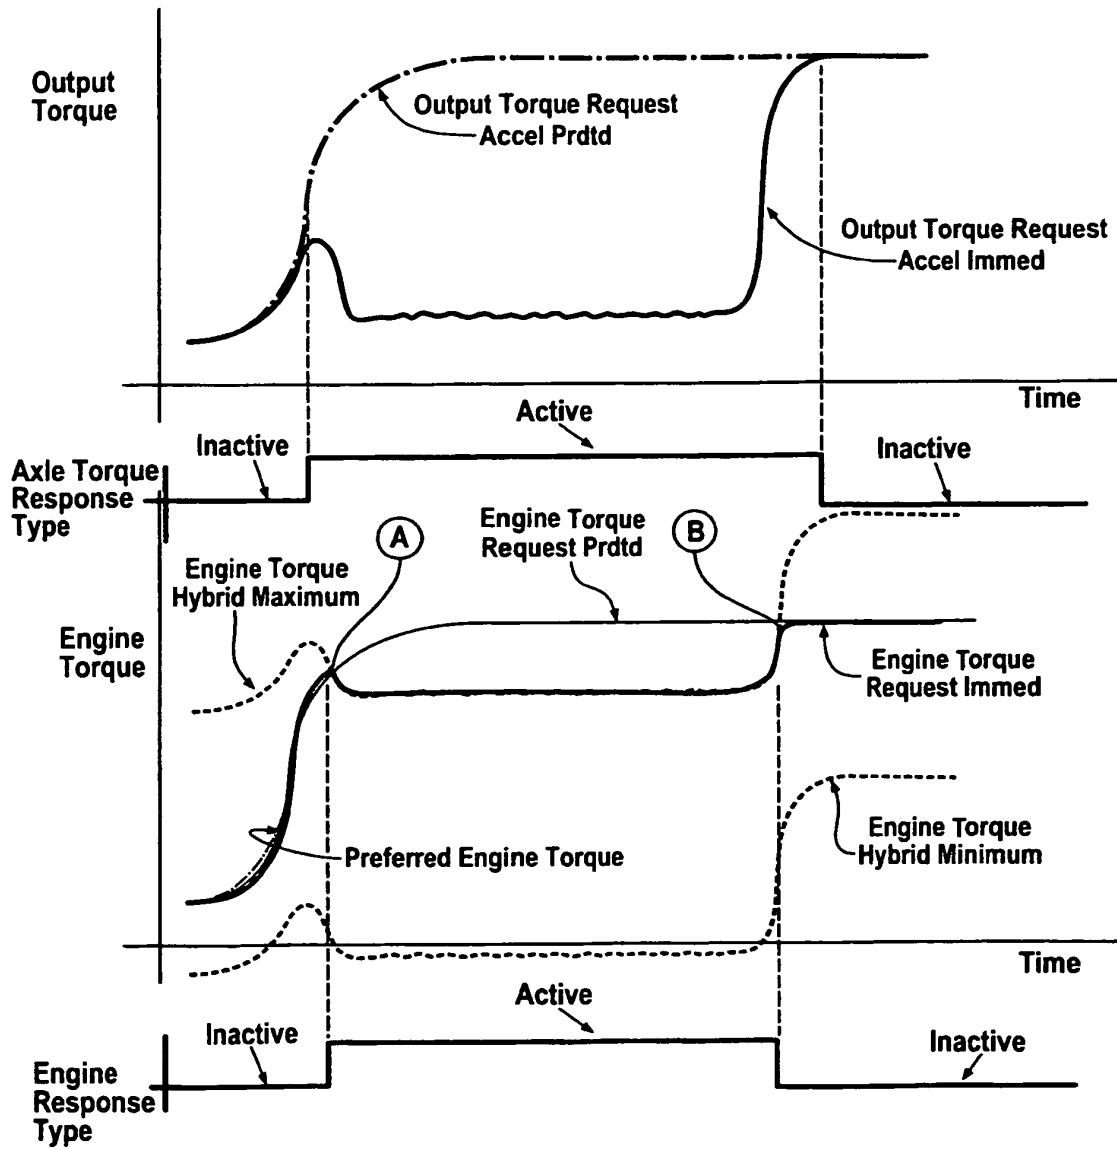 Output
Torque
Output Torque Request
Accel Prdtd
Output Torque Request
Accel Immed
Time
Active
Inactive
Inactive
Axle Torque
Response
Type
Engine Torque
Request Prdtd
A
B
Engine Torque
Hybrid Maximum
Engine
Torque
Engine Torque
Request Immed
Engine Torque
Hybrid Minimum
Preferred Engine Torque
Time
Active
Inactive
Inactive
Engine
Response
Type